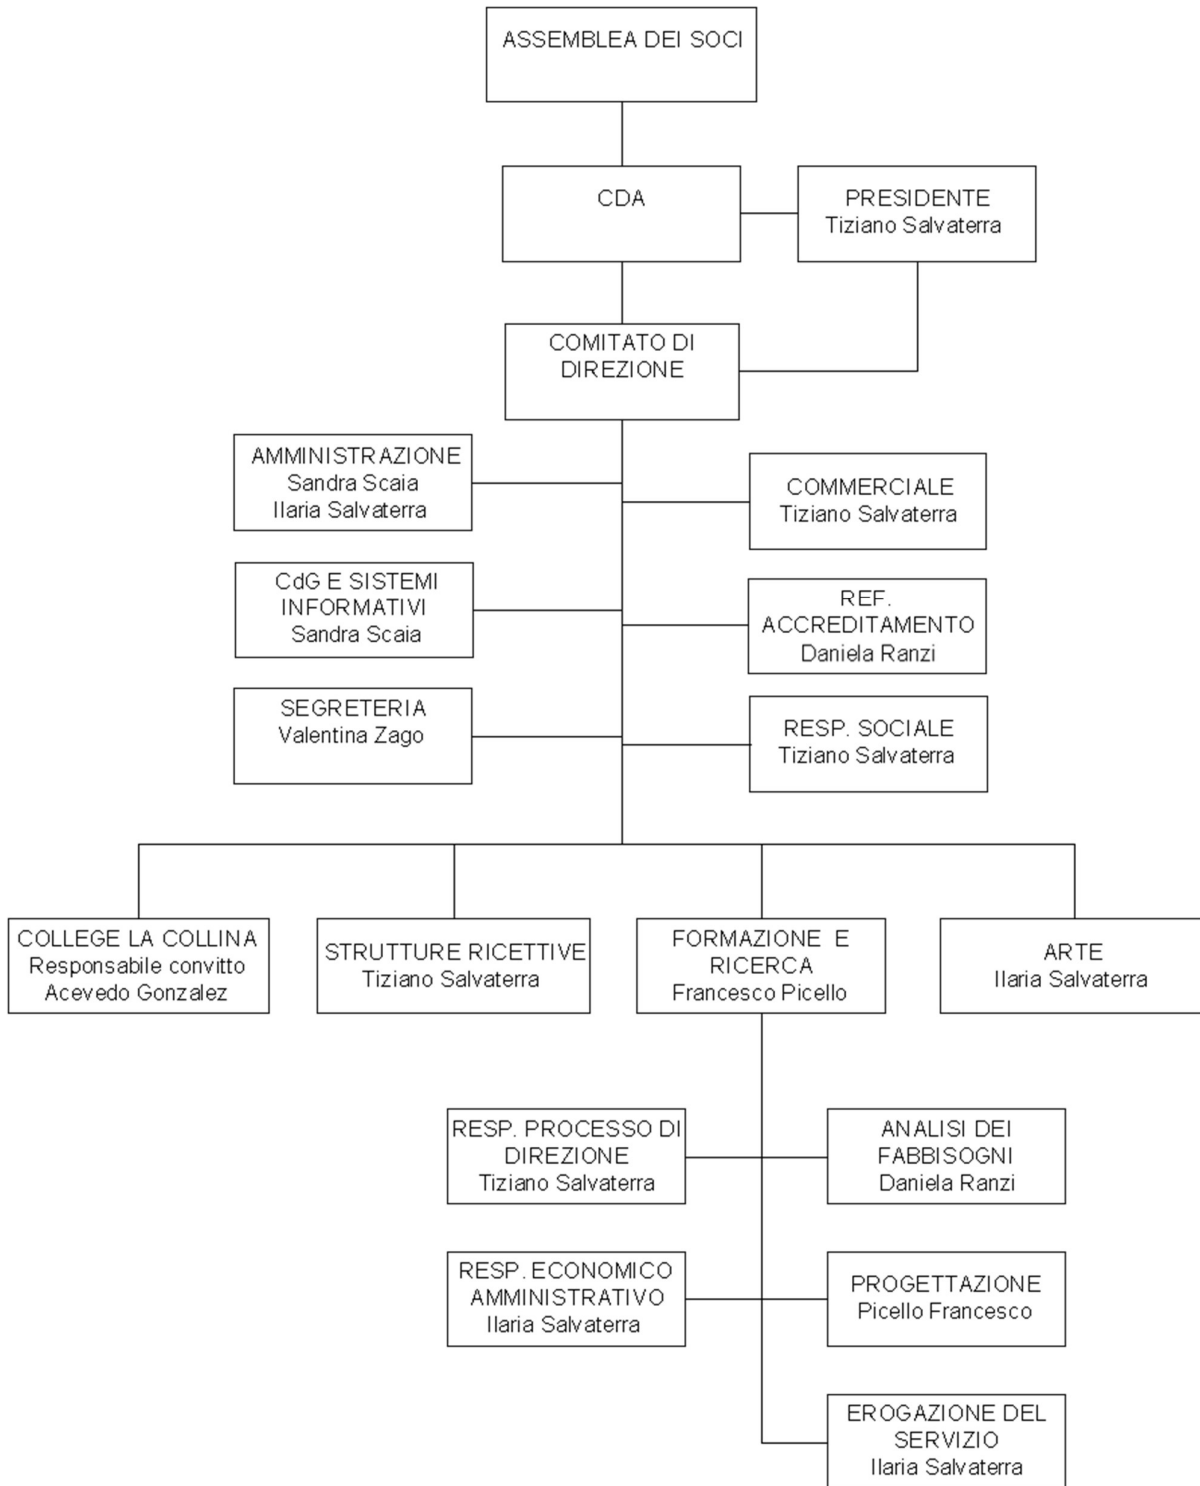 ASSEMBLEA DEI SOCI
CDA
PRESIDENTE
Tiziano Salvaterra
COMITATO DI
DIREZIONE
AMMINISTRAZIONE
Sandra Scaia
Ilaria Salvaterra
COMMERCIALE
Tiziano Salvaterra
CdG E SISTEMI
INFORMATIVI
Sandra Scaia
REF.
ACCREDITAMENTO
Daniela Ranzi
SEGRETERIA
Valentina Zago
RESP. SOCIALE
Tiziano Salvaterra
COLLEGE LA COLLINA
Responsabile convitto
Acevedo Gonzalez
STRUTTURE RICETTIVE
Tiziano Salvaterra
FORMAZIONE E
RICERCA
Francesco Picello
ARTE
Ilaria Salvaterra
RESP. PROCESSO DI
DIREZIONE
Tiziano Salvaterra
ANALISI DEI
FABBISOGNI
Daniela Ranzi
RESP. ECONOMICO
AMMINISTRATIVO
Ilaria Salvaterra
PROGETTAZIONE
Picello Francesco
EROGAZIONE DEL
SERVIZIO
Ilaria Salvaterra